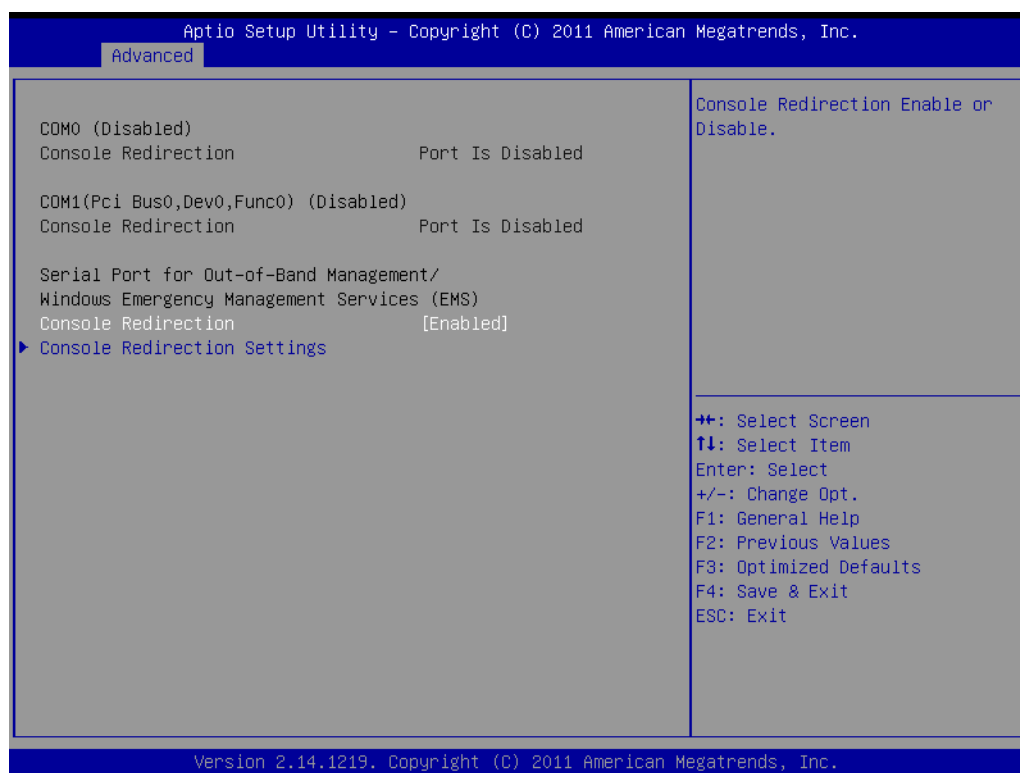 Aptio Setup Utility – Copyright (C) 2011 American Megatrends, Inc.
Advanced
COM0 (Disabled)
Console Redirection Port Is Disabled
COM1(Pci Bus0,Dev0,Func0) (Disabled)
Console Redirection Port Is Disabled
Serial Port for Out-of-Band Management/
Windows Emergency Management Services (EMS)
Console Redirection [Enabled]
Console Redirection Settings
Console Redirection Enable or
Disable.
→←: Select Screen
↑↓: Select Item
Enter: Select
+/-: Change Opt.
F1: General Help
F2: Previous Values
F3: Optimized Defaults
F4: Save & Exit
ESC: Exit
Version 2.14.1219. Copyright (C) 2011 American Megatrends, Inc.